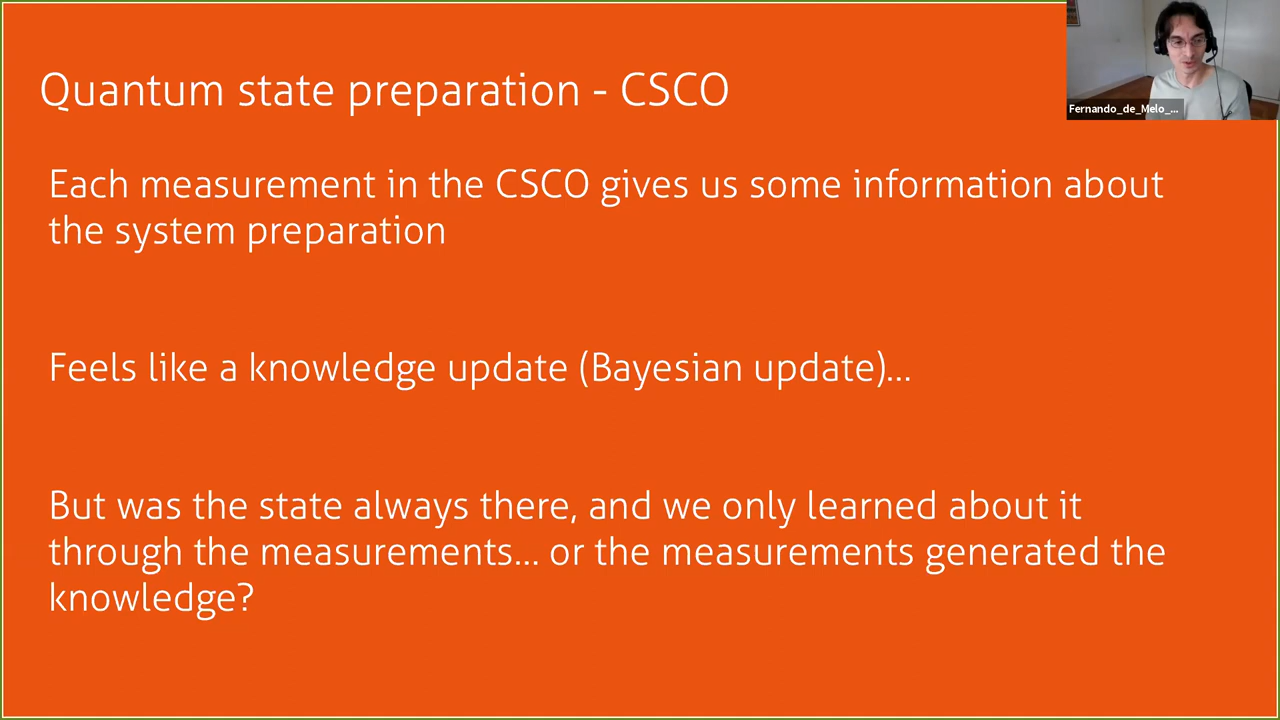 Quantum state preparation - CSCO
Fernando_de_Melo_...
Each measurement in the CSCO gives us some information about
the system preparation
Feels like a knowledge update (Bayesian update)...
But was the state always there, and we only learned about it
through the measurements... or the measurements generated the
knowledge?